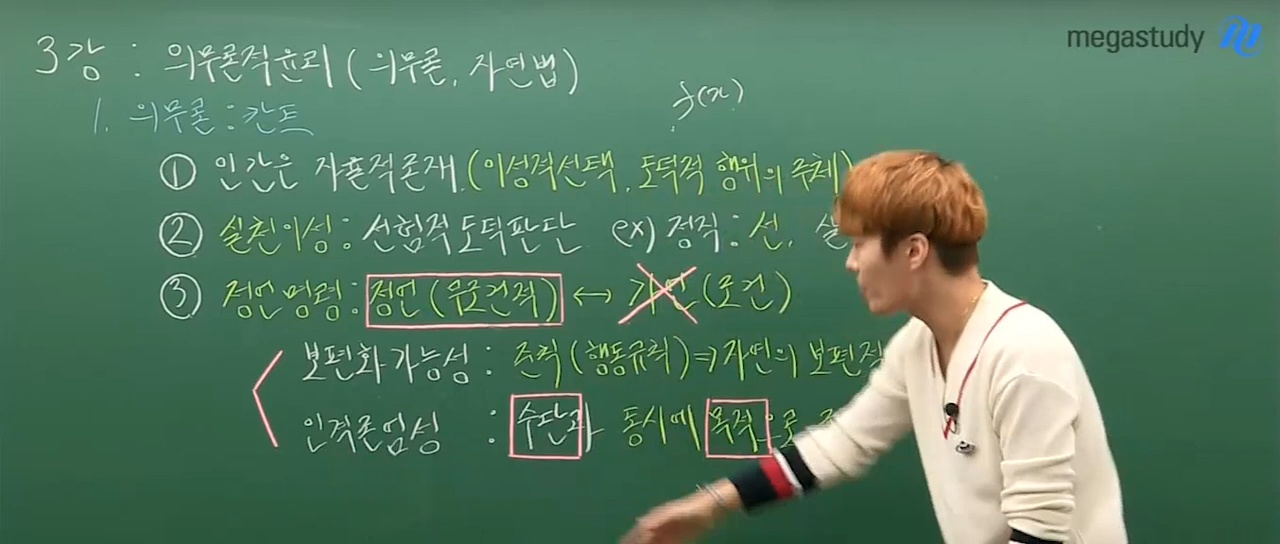 megastudy
3강 : 의무론적윤리 (의무론, 자연법)
f(x)
1. 의무론 : 칸트
① 인간은 자율적존재. (이성적선택, 도덕적 행위의 주체)
② 실천이성 : 선험적 도덕판단 ex) 정직 : 선,
③ 정언명령 : 정언 (무조건적) ↔ 가언 (조건)
보편화가능성 : 준칙 (행동규칙) ⇒ 자연의 보편적
인격존엄성 : 수단과 동시에 목적으로